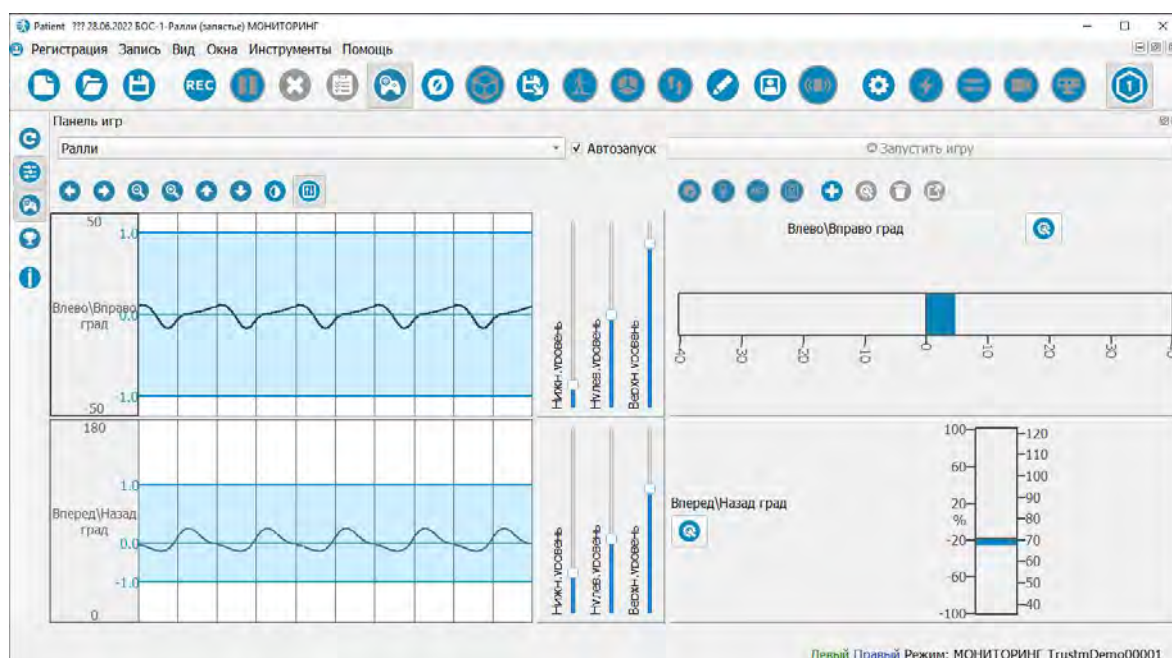 Patient ??? 28.06.2022 БОС-1-Ралли (запястье) МОНИТОРИНГ
Регистрация Запись Вид Окна Инструменты Помощь
REC
1
Панель игр
Ралли
Автозапуск
Запустить игру
50
1.0
Влево\Вправо
град
0.0
-1.0
-50
Нижн.уровень
Нулев.уровень
Верхн.уровень
Влево\Вправо град
-40 -30 -20 -10 0 10 20 30
180
1.0
Вперед\Назад
град
0.0
-1.0
0
Нижн.уровень
Нулев.уровень
Верхн.уровень
Вперед\Назад град
100
60
20
%
-20
-60
-100
120
110
100
90
80
70
60
50
40
Левый Правый Режим: МОНИТОРИНГ TrustmDemo00001